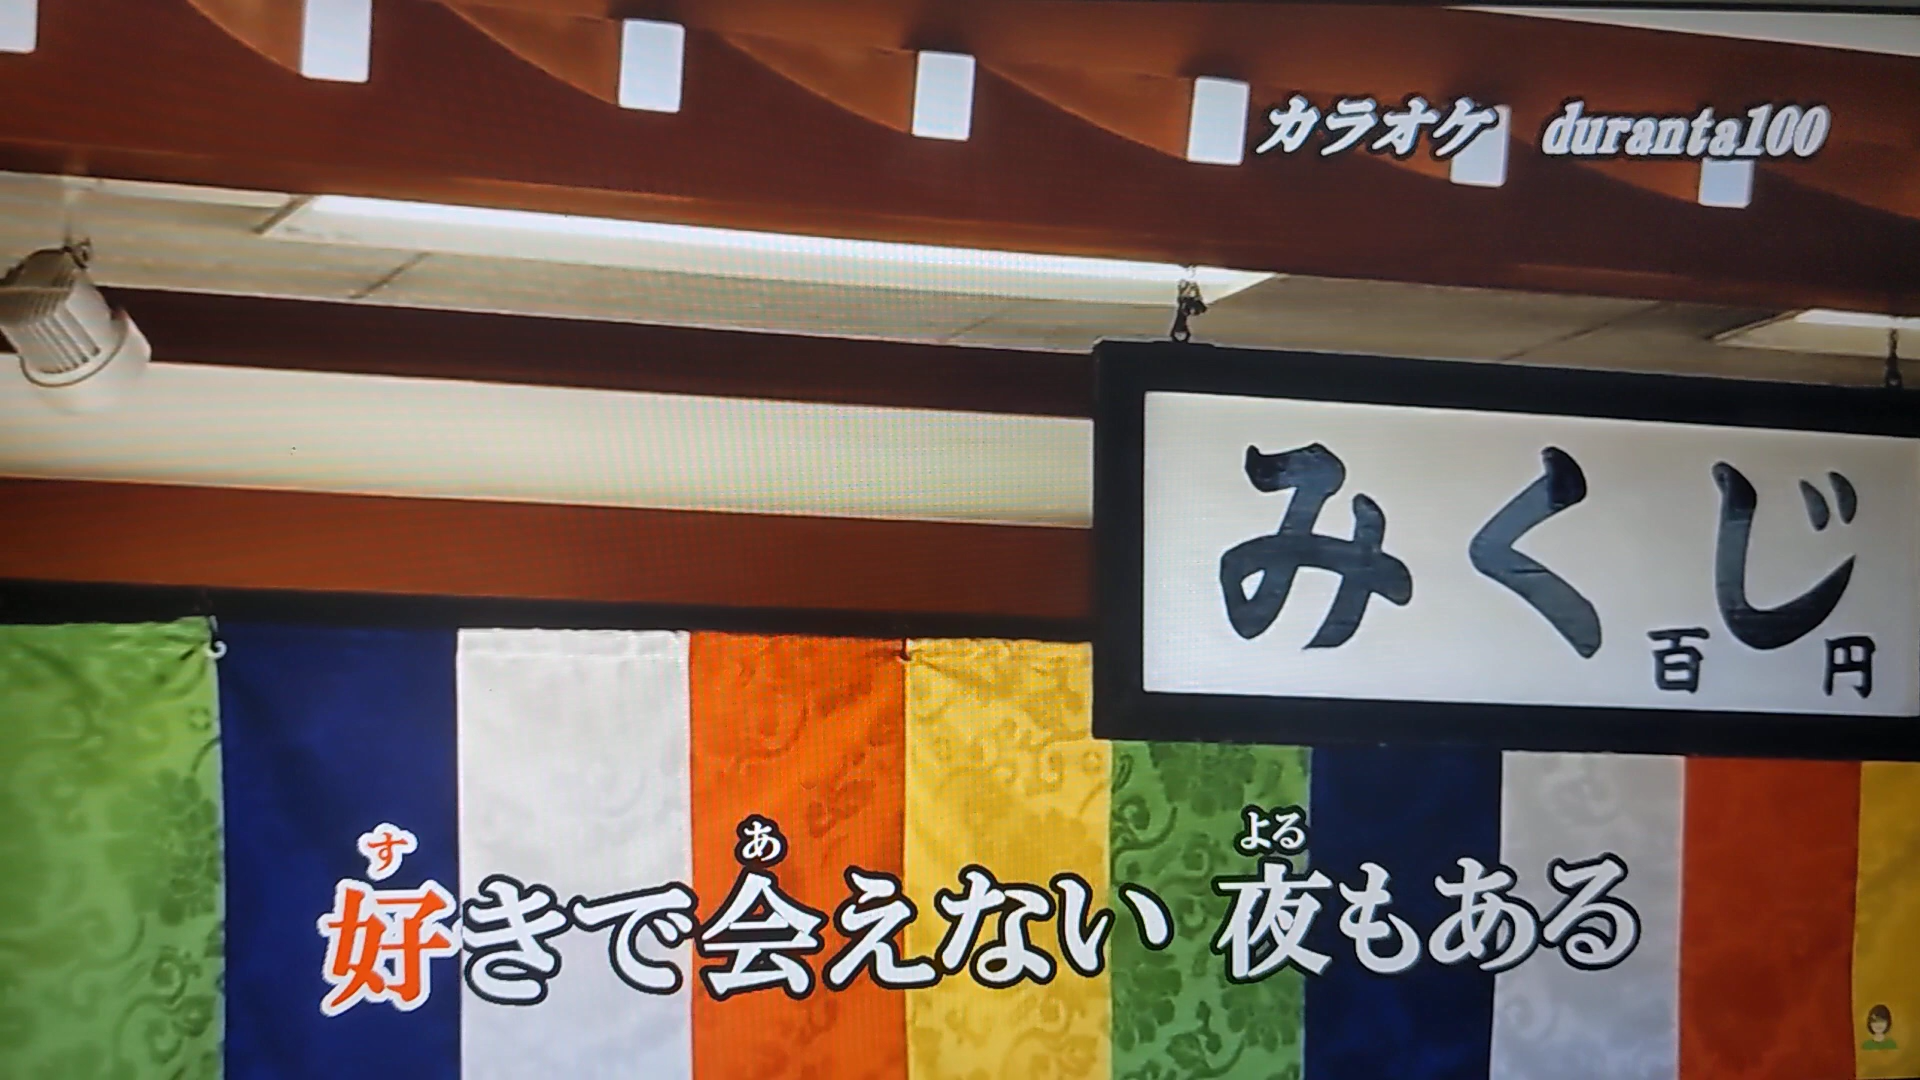 カラオケ duranta100
みくじ
百円
す あ よる
好きで会えない 夜もある